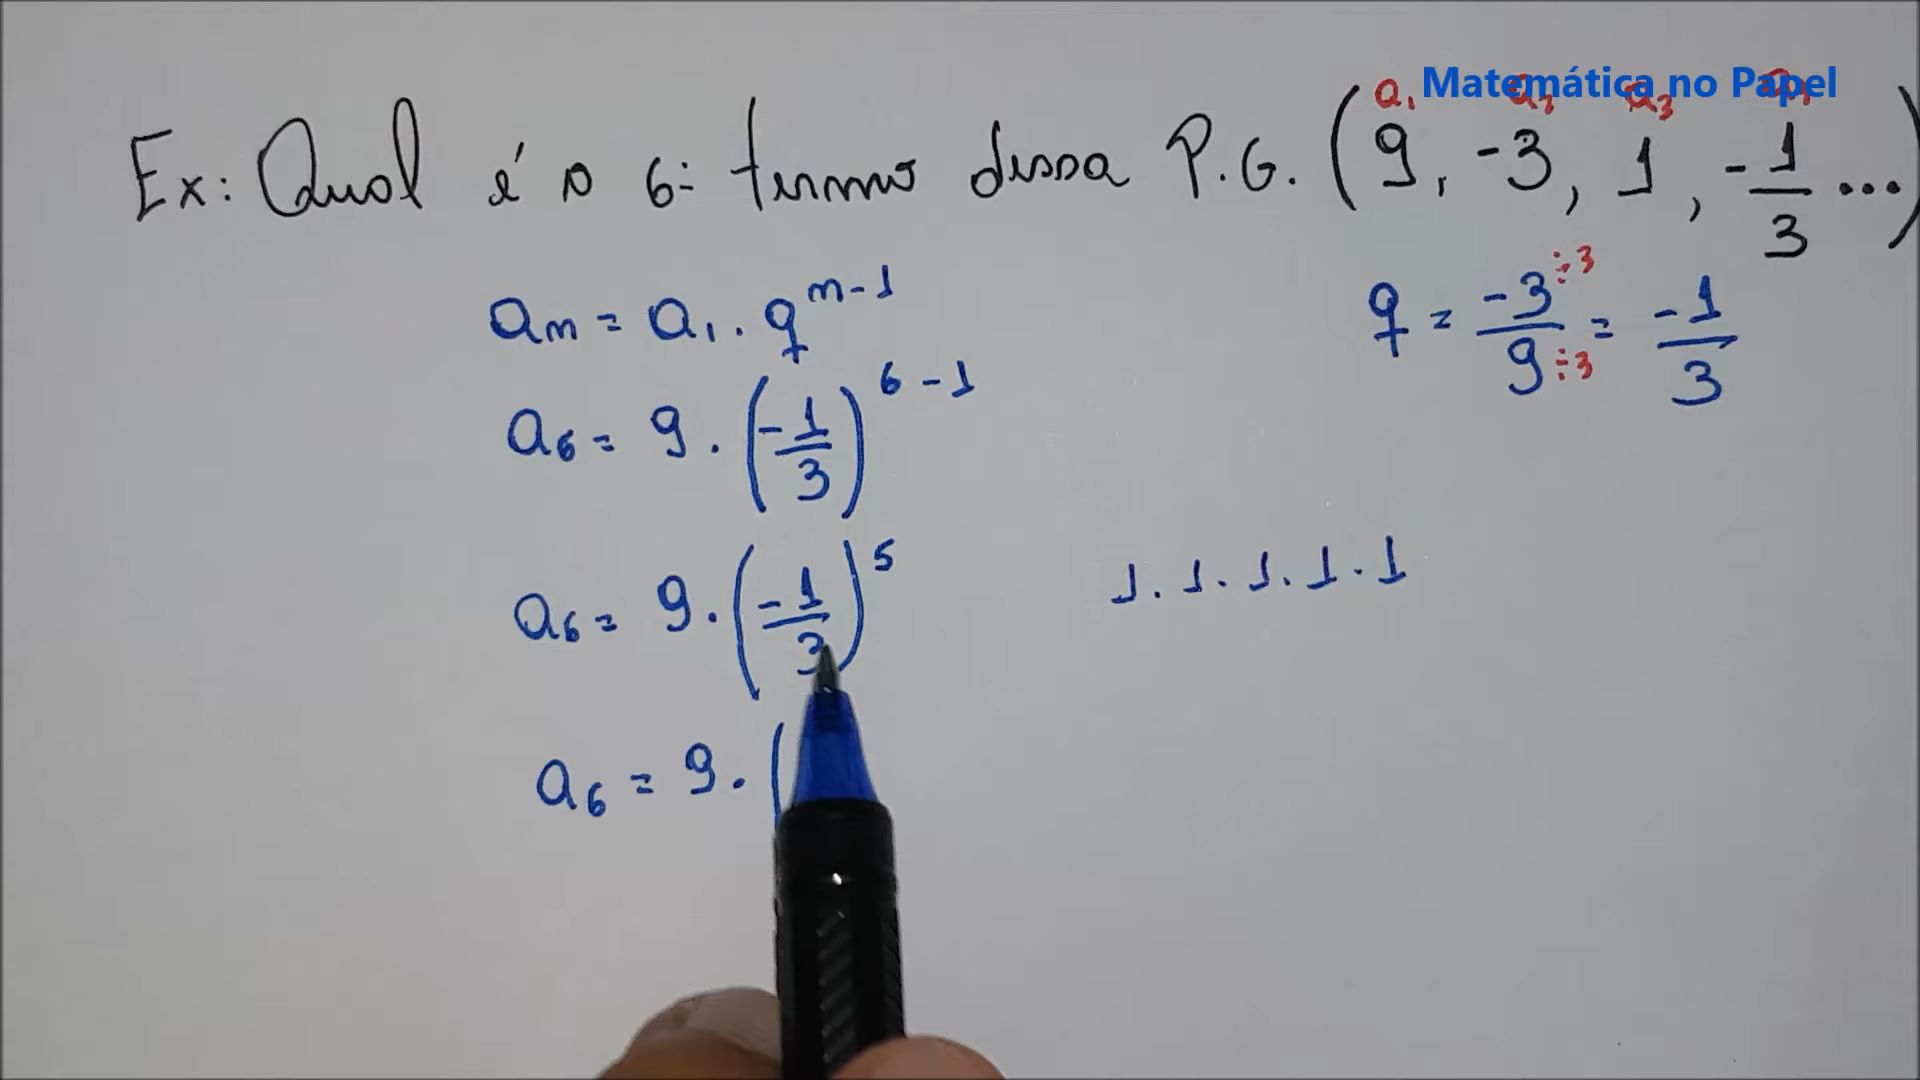 Matemática no Papel
a₁ a₂ a₃ a₄
Ex: Qual é o 6º termo dessa P.G. (9, -3, 1, -1/3 ...)
an = a₁ . q^(n-1)
q = -3/9 ÷3 ÷3 = -1/3
a₆ = 9 . (-1/3)^(6-1)
a₆ = 9 . (-1/3)^5
1 . 1 . 1 . 1 . 1
a₆ = 9 . (